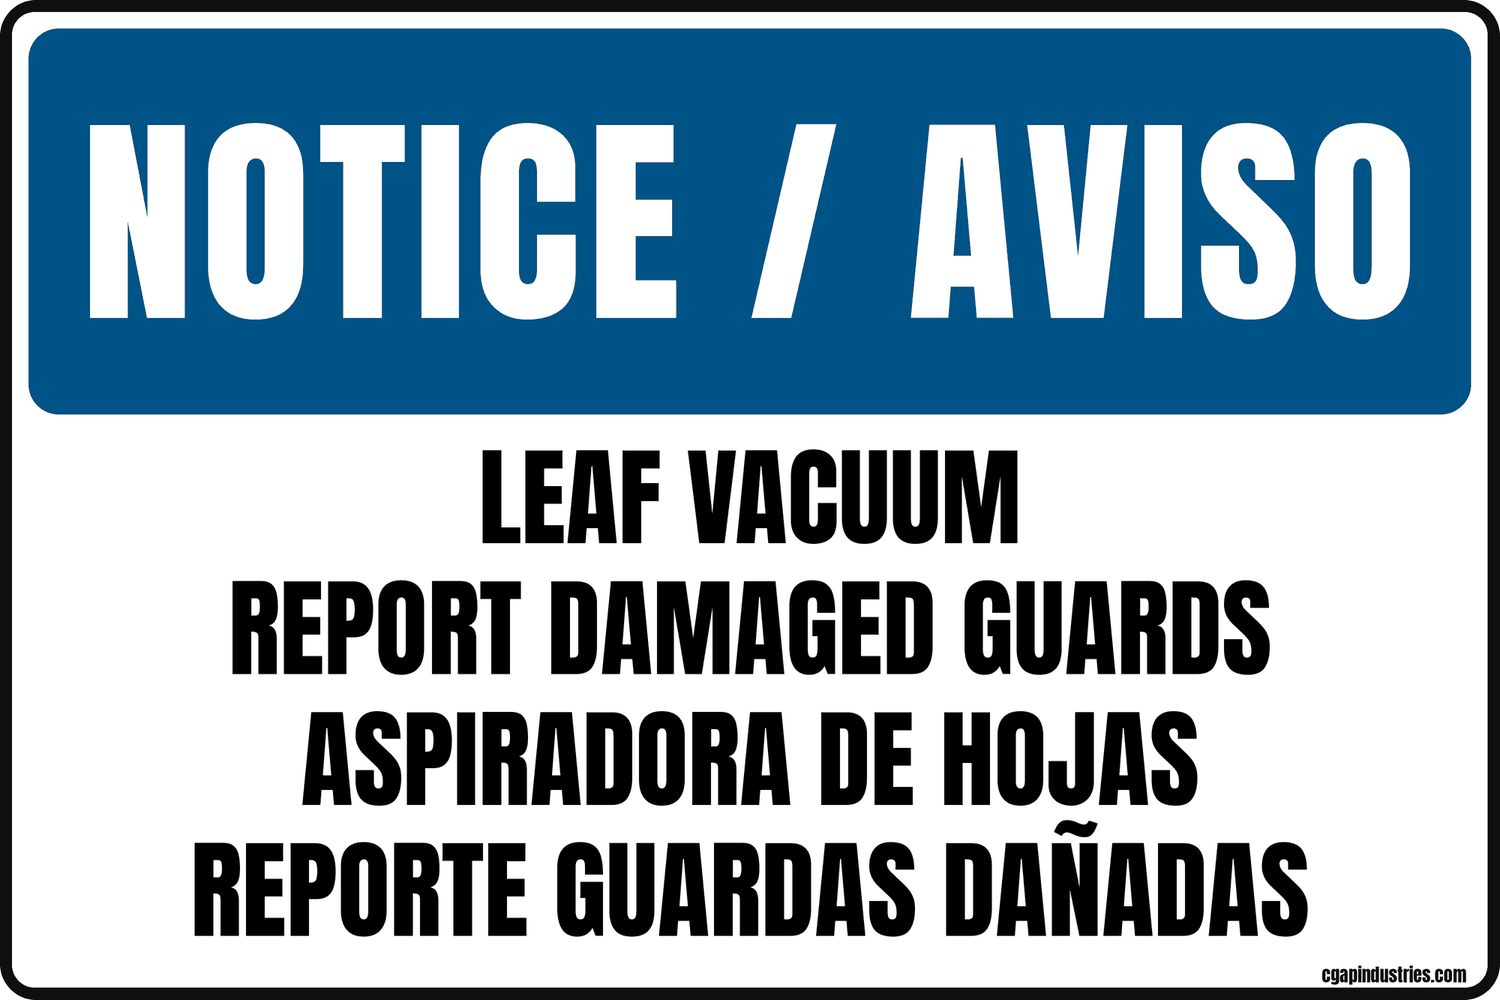 NOTICE / AVISO
LEAF VACUUM
REPORT DAMAGED GUARDS
ASPIRADORA DE HOJAS
REPORTE GUARDAS DAÑADAS
cgapindustries.com